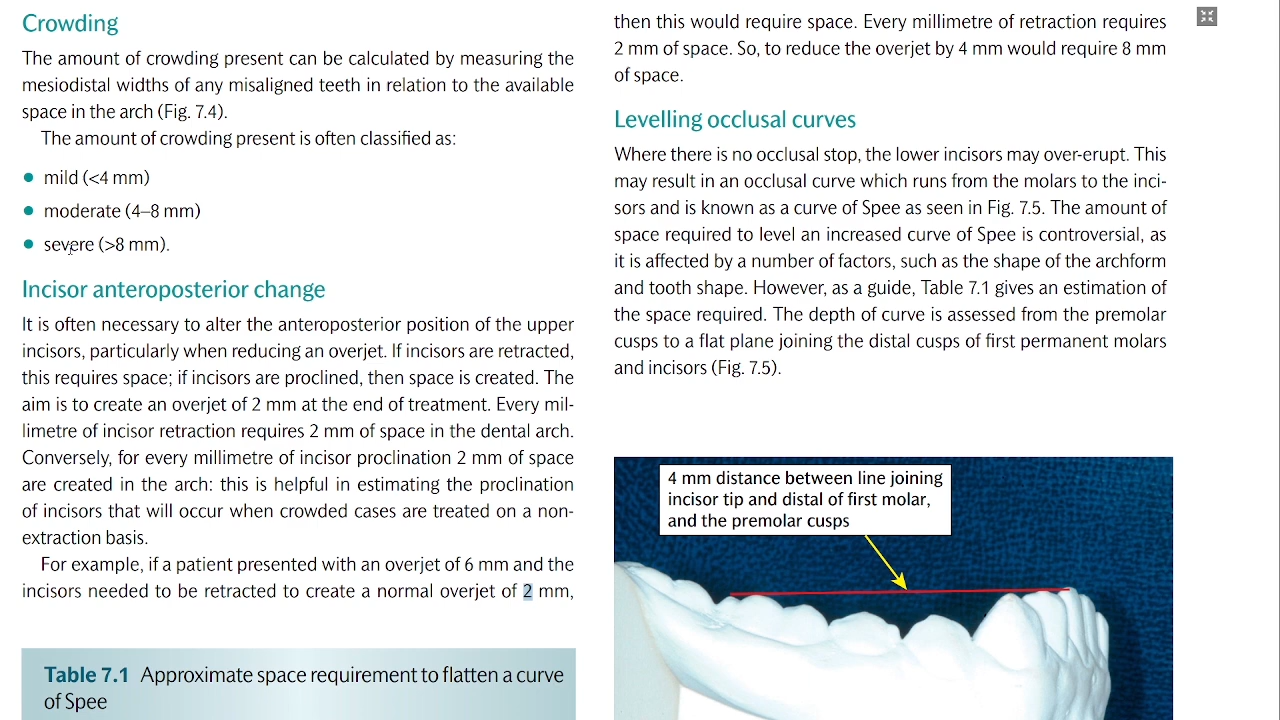 Crowding
The amount of crowding present can be calculated by measuring the
mesiodistal widths of any misaligned teeth in relation to the available
space in the arch (Fig. 7.4).
The amount of crowding present is often classified as:
● mild (<4 mm)
● moderate (4–8 mm)
● severe (>8 mm).
Incisor anteroposterior change
It is often necessary to alter the anteroposterior position of the upper
incisors, particularly when reducing an overjet. If incisors are retracted,
this requires space; if incisors are proclined, then space is created. The
aim is to create an overjet of 2 mm at the end of treatment. Every mil-
limetre of incisor retraction requires 2 mm of space in the dental arch.
Conversely, for every millimetre of incisor proclination 2 mm of space
are created in the arch: this is helpful in estimating the proclination
of incisors that will occur when crowded cases are treated on a non-
extraction basis.
For example, if a patient presented with an overjet of 6 mm and the
incisors needed to be retracted to create a normal overjet of 2 mm,
Table 7.1 Approximate space requirement to flatten a curve
of Spee
then this would require space. Every millimetre of retraction requires
2 mm of space. So, to reduce the overjet by 4 mm would require 8 mm
of space.
Levelling occlusal curves
Where there is no occlusal stop, the lower incisors may over-erupt. This
may result in an occlusal curve which runs from the molars to the inci-
sors and is known as a curve of Spee as seen in Fig. 7.5. The amount of
space required to level an increased curve of Spee is controversial, as
it is affected by a number of factors, such as the shape of the archform
and tooth shape. However, as a guide, Table 7.1 gives an estimation of
the space required. The depth of curve is assessed from the premolar
cusps to a flat plane joining the distal cusps of first permanent molars
and incisors (Fig. 7.5).
4 mm distance between line joining
incisor tip and distal of first molar,
and the premolar cusps